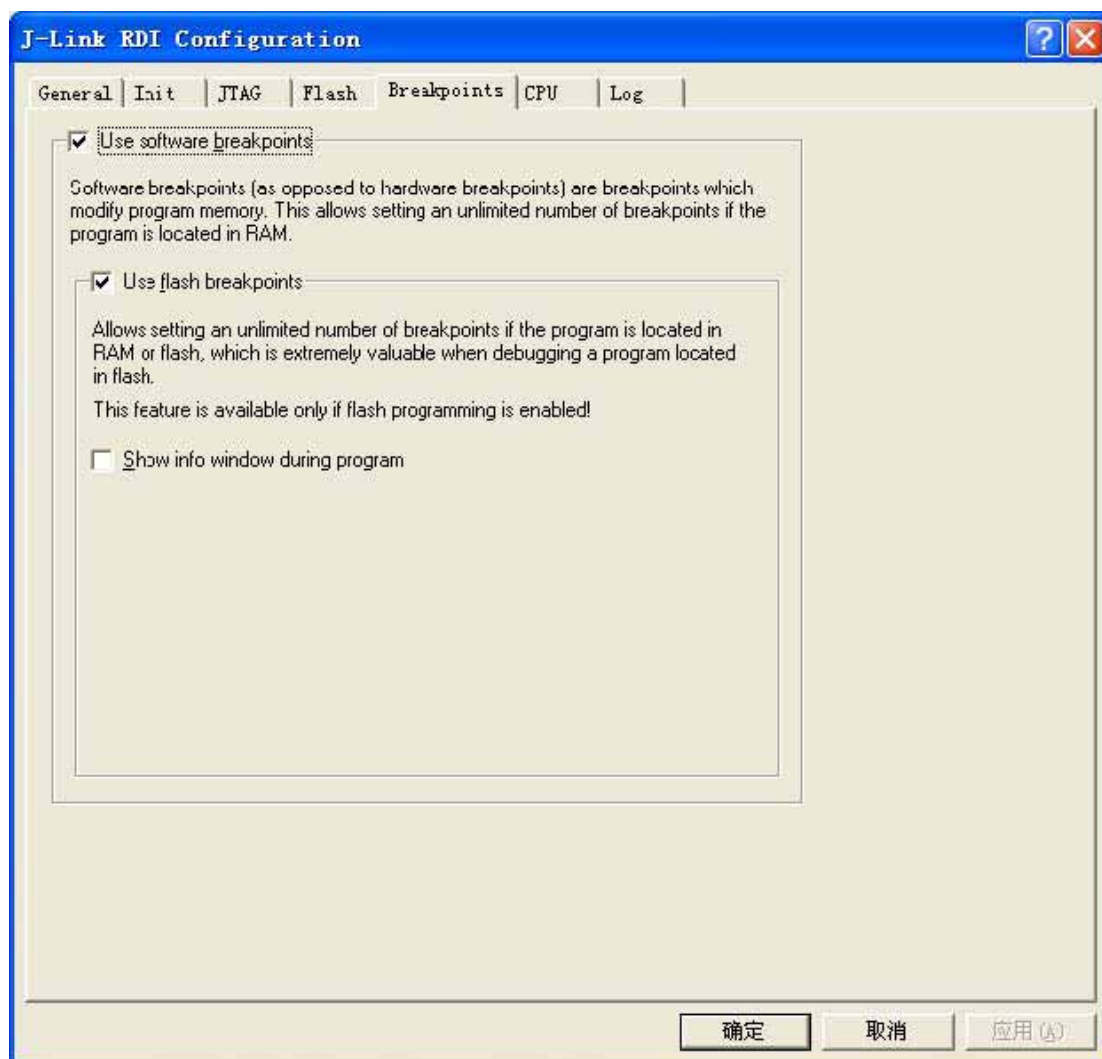 J-Link RDI Configuration
General Init JTAG Flash Breakpoints CPU Log
Use software breakpoints
Software breakpoints (as opposed to hardware breakpoints) are breakpoints which
modify program memory. This allows setting an unlimited number of breakpoints if the
program is located in RAM.
Use flash breakpoints
Allows setting an unlimited number of breakpoints if the program is located in
RAM or flash, which is extremely valuable when debugging a program located
in flash.
This feature is available only if flash programming is enabled!
Show info window during program
确定 取消 应用(A)